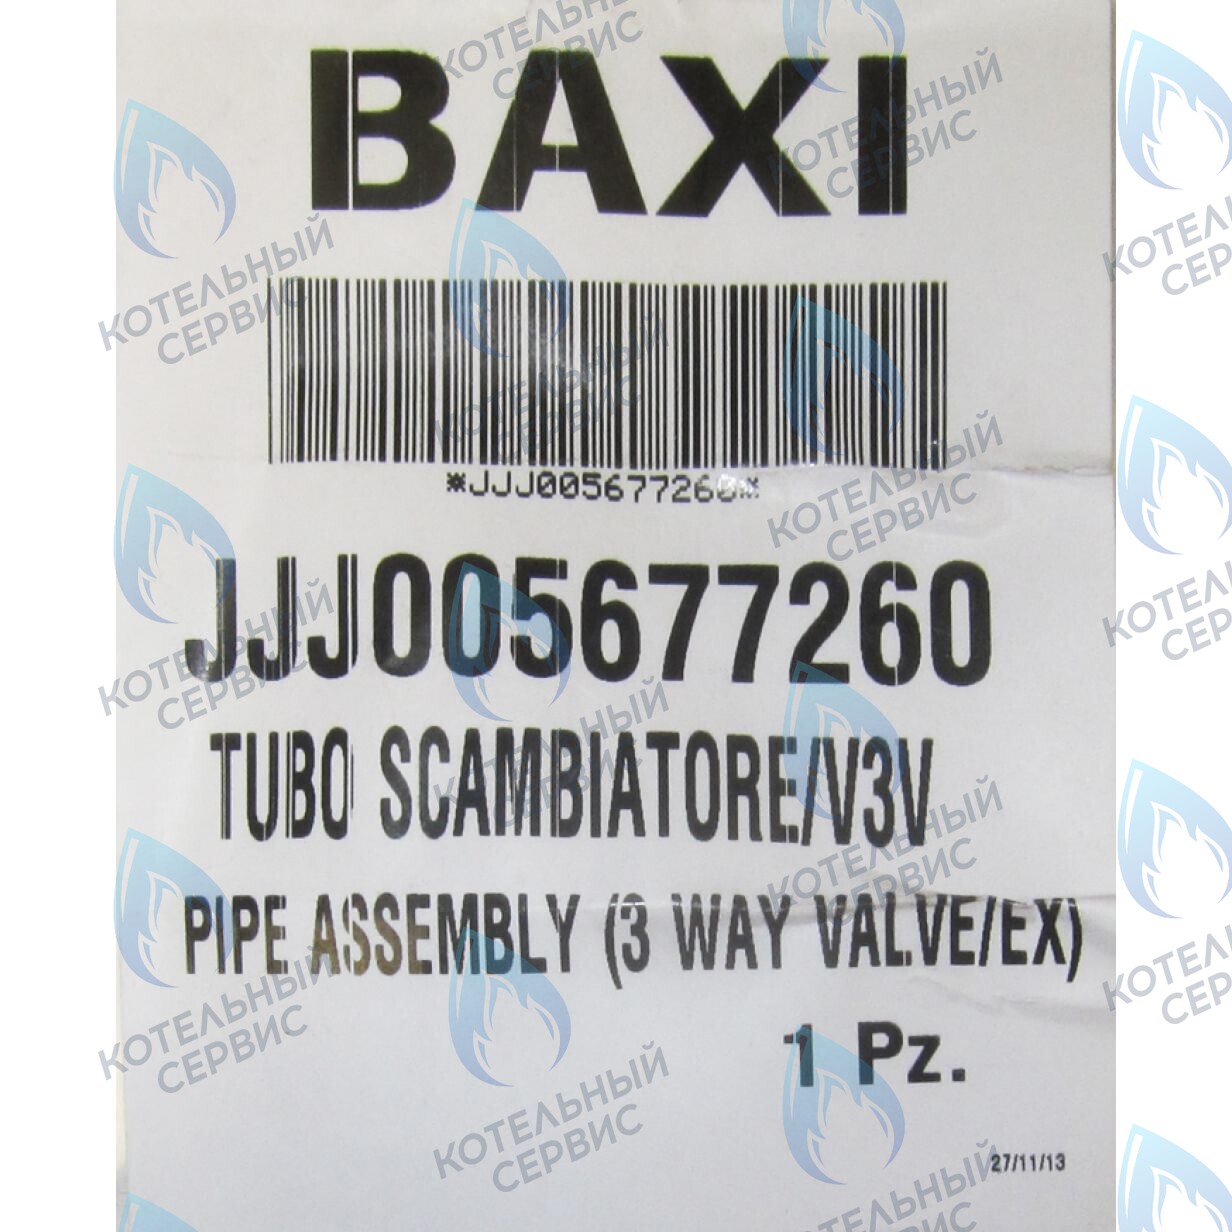 BAXI
*JJJ005677260*
JJJ005677260
TUBO SCAMBIATORE/V3V
PIPE ASSEMBLY (3 WAY VALVE/EX)
1 Pz.
27/11/13
КОТЕЛЬНЫЙ
СЕРВИС